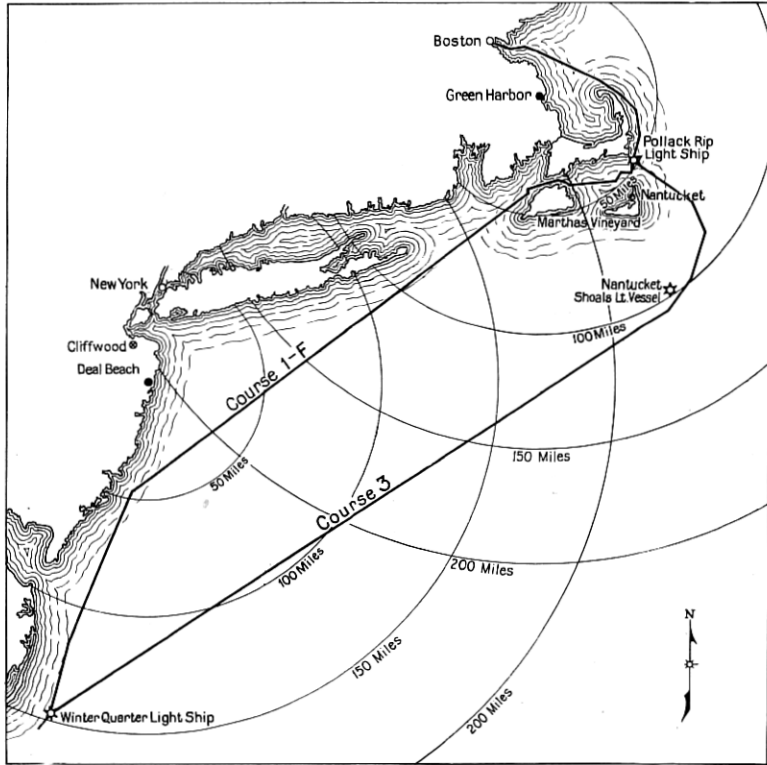 Boston
Green Harbor
Pollack Rip
Light Ship
50 Miles
Nantucket
Marthas Vineyard
New York
Nantucket
Shoals Lt. Vessel
100 Miles
Cliffwood
Deal Beach
Course 1-F
150 Miles
50 Miles
Course 3
200 Miles
100 Miles
N
150 Miles
200 Miles
Winter Quarter Light Ship